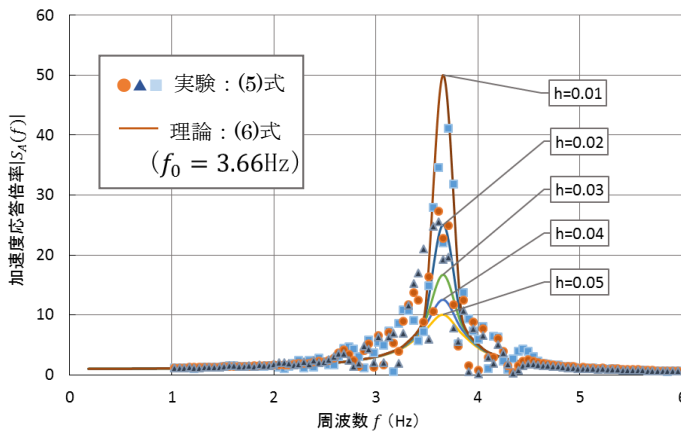 60
50
40
30
20
10
0
加速度応答倍率|S_A(f)|
実験：(5)式
理論：(6)式
(f_0 = 3.66Hz)
h=0.01
h=0.02
h=0.03
h=0.04
h=0.05
0 1 2 3 4 5 6
周波数 f (Hz)